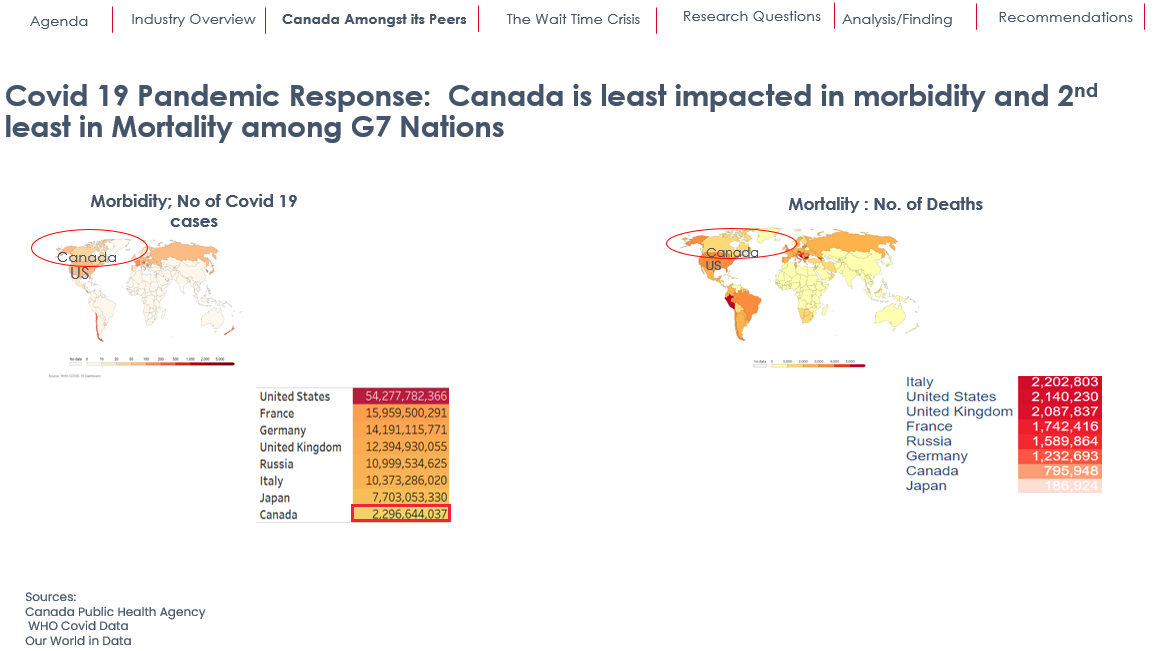 Agenda
Industry Overview
Canada Amongst its Peers
The Wait Time Crisis
Research Questions
Analysis/Finding
Recommendations
Covid 19 Pandemic Response:  Canada is least impacted in morbidity and 2nd
least in Mortality among G7 Nations
Morbidity; No of Covid 19
cases
Canada
US
United States 54,277,782,366
France 15,959,500,291
Germany 14,191,115,771
United Kingdom 12,394,930,055
Russia 10,999,534,625
Italy 10,373,286,020
Japan 7,703,053,330
Canada 2,296,644,037
Mortality : No. of Deaths
Canada
US
Italy 2,202,803
United States 2,140,230
United Kingdom 2,087,837
France 1,742,416
Russia 1,589,864
Germany 1,232,693
Canada 795,948
Japan 186,924
Sources:
Canada Public Health Agency
WHO Covid Data
Our World in Data